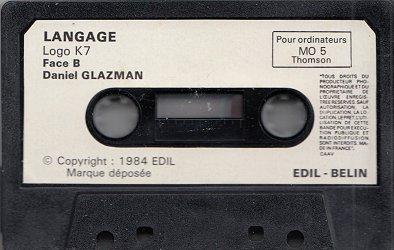 LANGAGE
Logo K7
Face B
Daniel GLAZMAN
Pour ordinateurs
MO 5
Thomson
"TOUS DROITS DU
PRODUCTEUR PHONO-
NOGRAPHIQUE ET DU
PROPRIETAIRE DE
L'ŒUVRE ENREGIS-
TREE RESERVES. SAUF
AUTORISATION, LA
DUPLICATION, LA LO-
CATION, LE PRET, L'UTI-
LISATION DE CETTE
BANDE POUR EXECU-
TION PUBLIQUE ET
RADIODIFFUSION
SONT INTERDITS. MA-
DE IN FRANCE".
CAAV
© Copyright : 1984 EDIL
Marque déposée
EDIL - BELIN